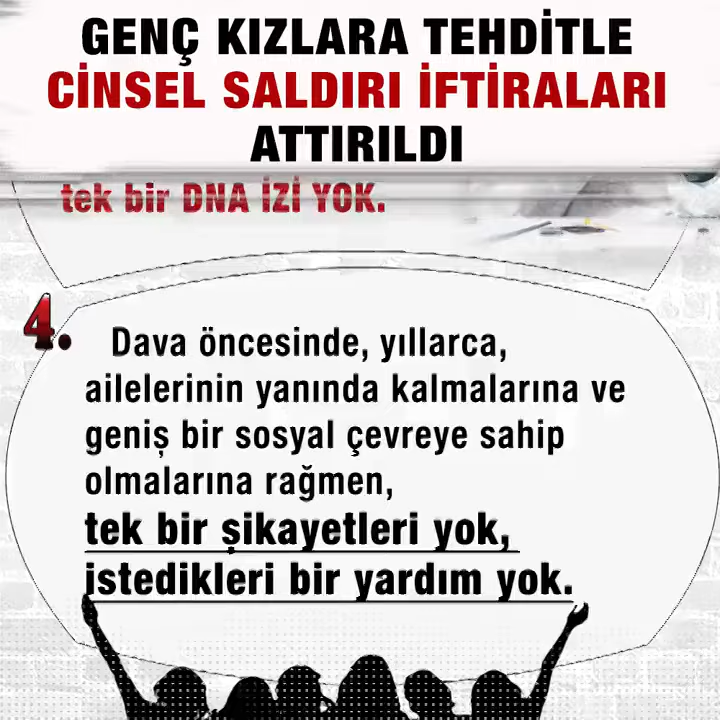 GENÇ KIZLARA TEHDİTLE
CİNSEL SALDIRI İFTİRALARI
ATTIRILDI
tek bir DNA İZİ YOK.
4.
Dava öncesinde, yıllarca,
ailelerinin yanında kalmalarına ve
geniş bir sosyal çevreye sahip
olmalarına rağmen,
tek bir şikayetleri yok,
istedikleri bir yardım yok.